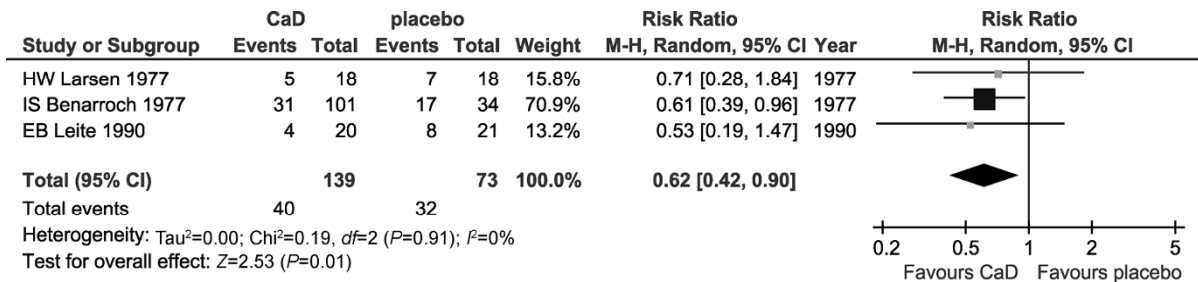 CaD placebo Risk Ratio Risk Ratio
Study or Subgroup Events Total Events Total Weight M-H, Random, 95% CI Year M-H, Random, 95% CI
HW Larsen 1977 5 18 7 18 15.8% 0.71 [0.28, 1.84] 1977
IS Benarroch 1977 31 101 17 34 70.9% 0.61 [0.39, 0.96] 1977
EB Leite 1990 4 20 8 21 13.2% 0.53 [0.19, 1.47] 1990
Total (95% CI) 139 73 100.0% 0.62 [0.42, 0.90]
Total events 40 32
Heterogeneity: Tau²=0.00; Chi²=0.19, df=2 (P=0.91); I²=0%
Test for overall effect: Z=2.53 (P=0.01)
0.2 0.5 1 2 5
Favours CaD Favours placebo